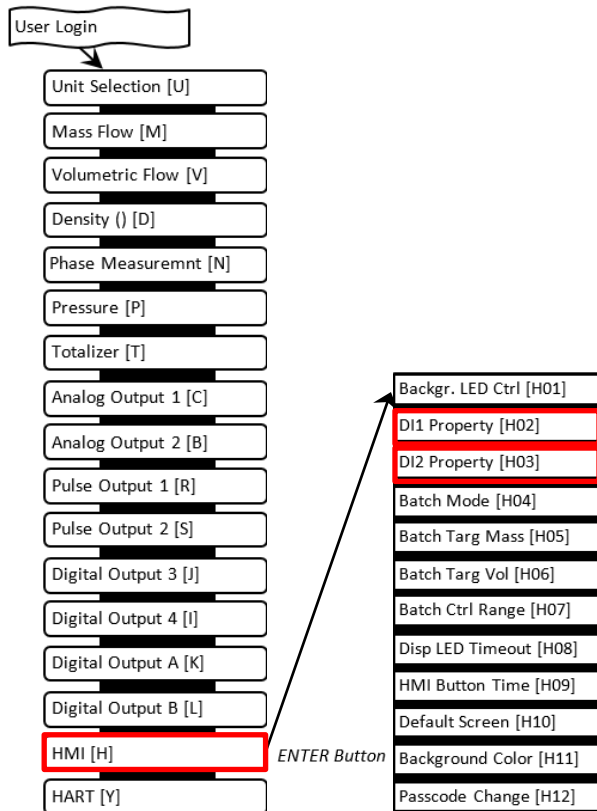 User Login
Unit Selection [U]
Mass Flow [M]
Volumetric Flow [V]
Density () [D]
Phase Measuremnt [N]
Pressure [P]
Totalizer [T]
Analog Output 1 [C]
Analog Output 2 [B]
Pulse Output 1 [R]
Pulse Output 2 [S]
Digital Output 3 [J]
Digital Output 4 [I]
Digital Output A [K]
Digital Output B [L]
HMI [H]
HART [Y]
ENTER Button
Backgr. LED Ctrl [H01]
DI1 Property [H02]
DI2 Property [H03]
Batch Mode [H04]
Batch Targ Mass [H05]
Batch Targ Vol [H06]
Batch Ctrl Range [H07]
Disp LED Timeout [H08]
HMI Button Time [H09]
Default Screen [H10]
Background Color [H11]
Passcode Change [H12]